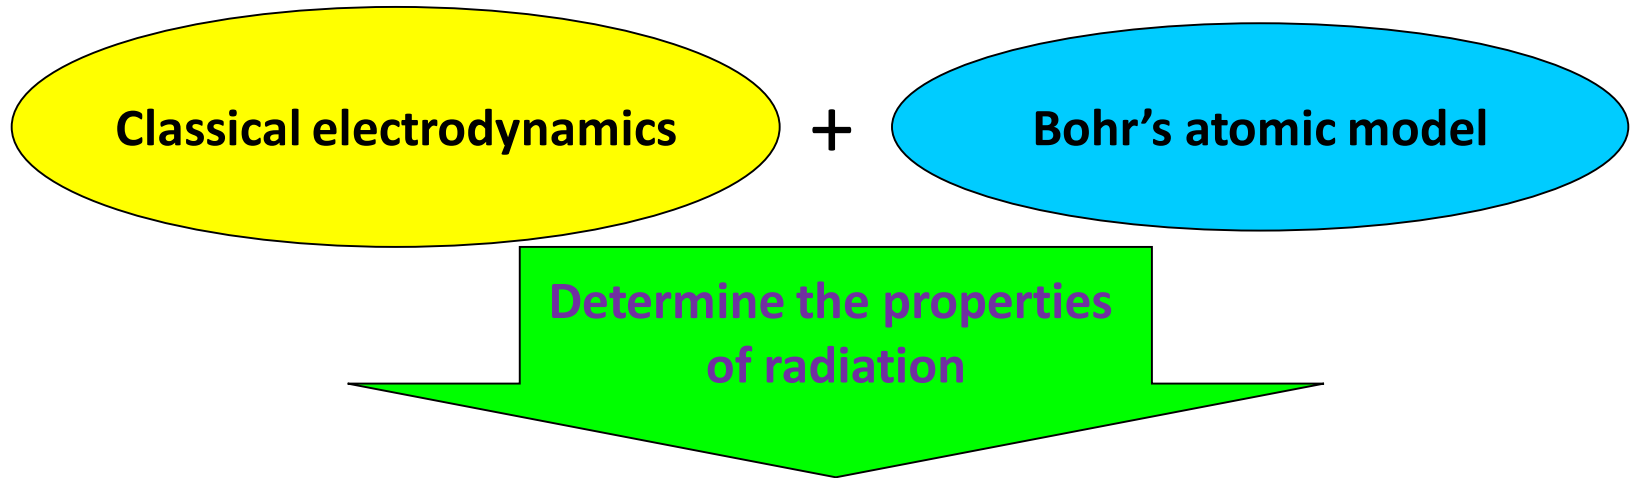 Classical electrodynamics + Bohr’s atomic model
Determine the properties
of radiation